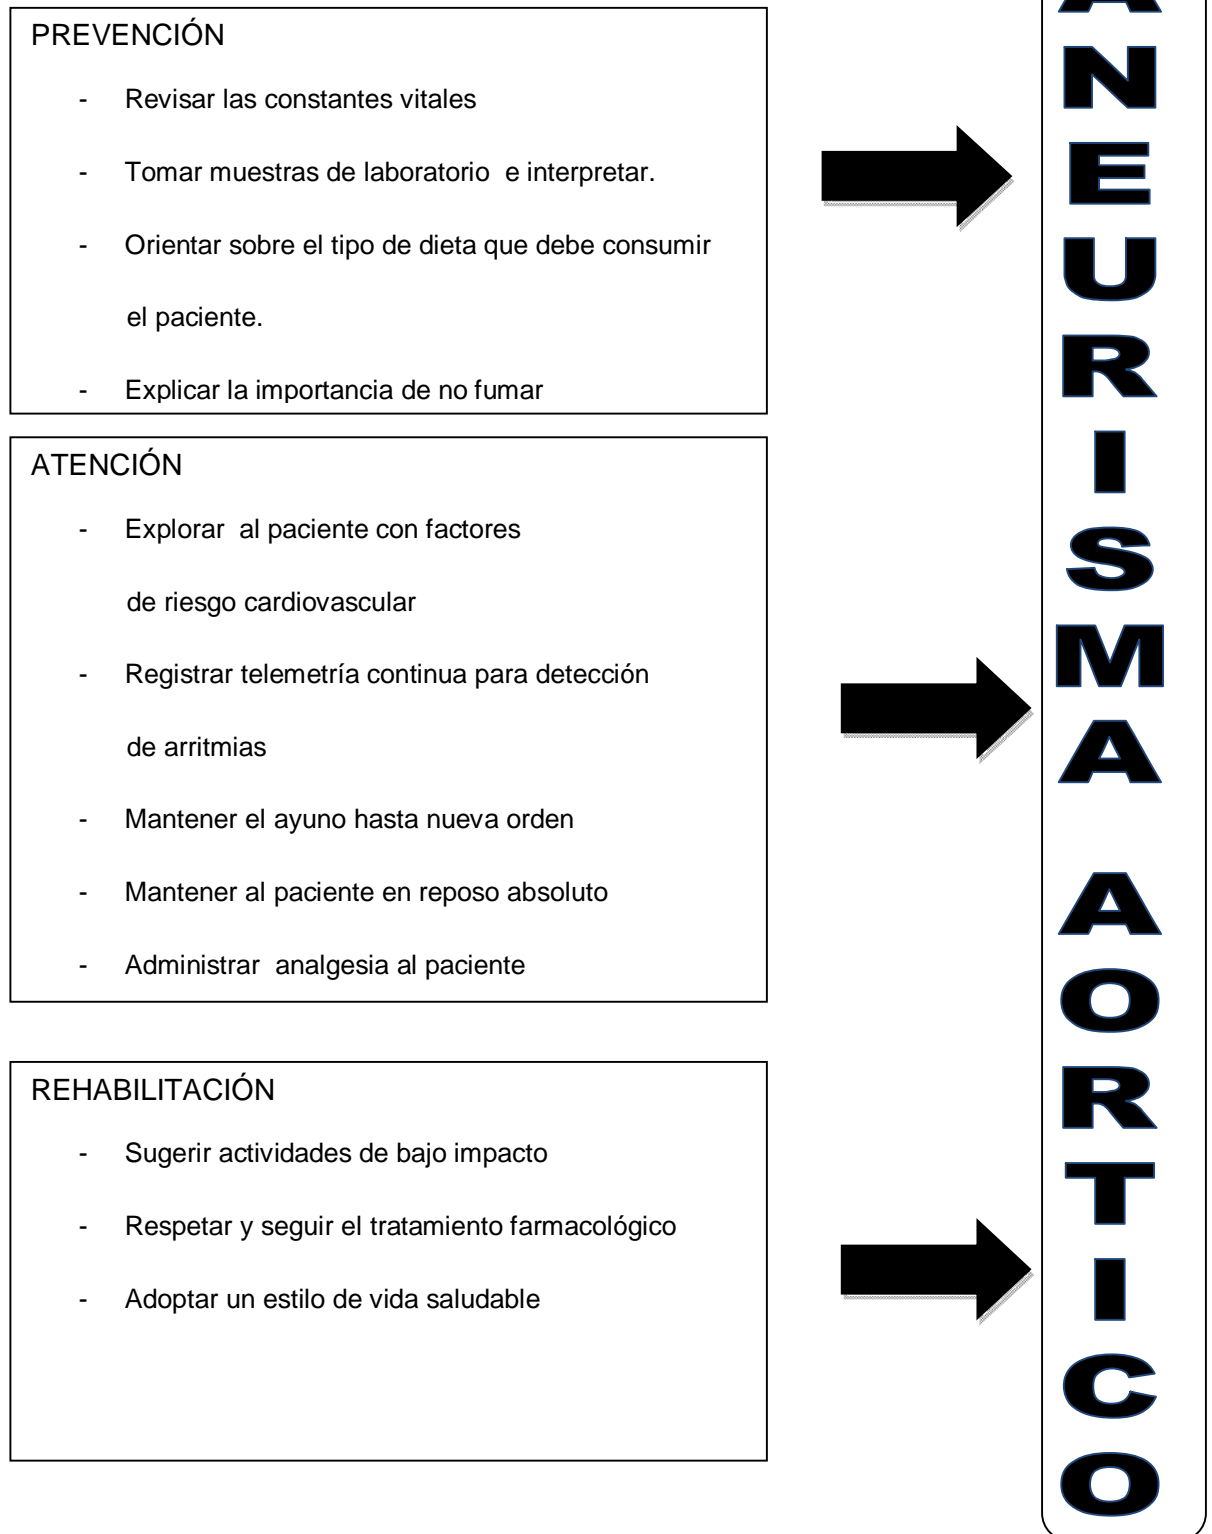 PREVENCIÓN
- Revisar las constantes vitales
- Tomar muestras de laboratorio e interpretar.
- Orientar sobre el tipo de dieta que debe consumir
el paciente.
- Explicar la importancia de no fumar
ATENCIÓN
- Explorar al paciente con factores
de riesgo cardiovascular
- Registrar telemetría continua para detección
de arritmias
- Mantener el ayuno hasta nueva orden
- Mantener al paciente en reposo absoluto
- Administrar analgesia al paciente
REHABILITACIÓN
- Sugerir actividades de bajo impacto
- Respetar y seguir el tratamiento farmacológico
- Adoptar un estilo de vida saludable
ANEURISMA AORTICO